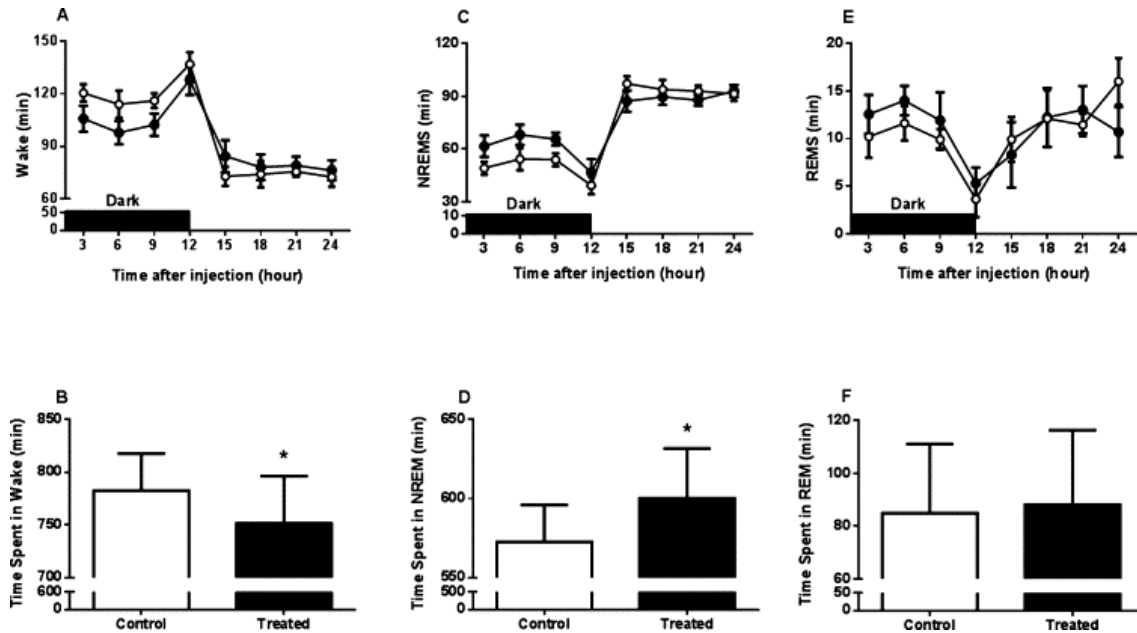 A
Wake (min)
150
120
90
60
50
0
Dark
3 6 9 12 15 18 21 24
Time after injection (hour)
C
NREMS (min)
120
90
60
30
10
0
Dark
3 6 9 12 15 18 21 24
Time after injection (hour)
E
REMS (min)
20
15
10
5
0
Dark
3 6 9 12 15 18 21 24
Time after injection (hour)
B
Time Spent in Wake (min)
850
800
750
700
600
0
*
Control Treated
D
Time Spent in NREM (min)
650
600
550
500
0
*
Control Treated
F
Time Spent in REM (min)
120
100
80
60
50
0
Control Treated